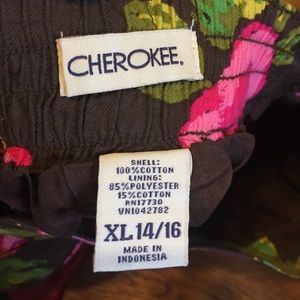 CHEROKEE.
SHELL:
100%COTTON
LINING:
85%POLYESTER
15%COTTON
RN17730
VN1042782
XL 14/16
MADE IN
INDONESIA